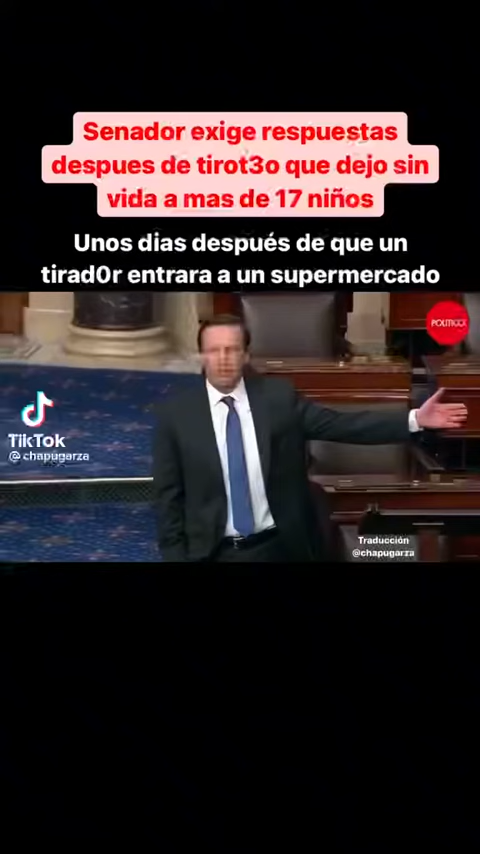 Senador exige respuestas
despues de tirot3o que dejo sin
vida a mas de 17 niños
Unos dias después de que un
tirad0r entrara a un supermercado
POLITIXXX
TikTok
@chapugarza
Traducción
@chapugarza